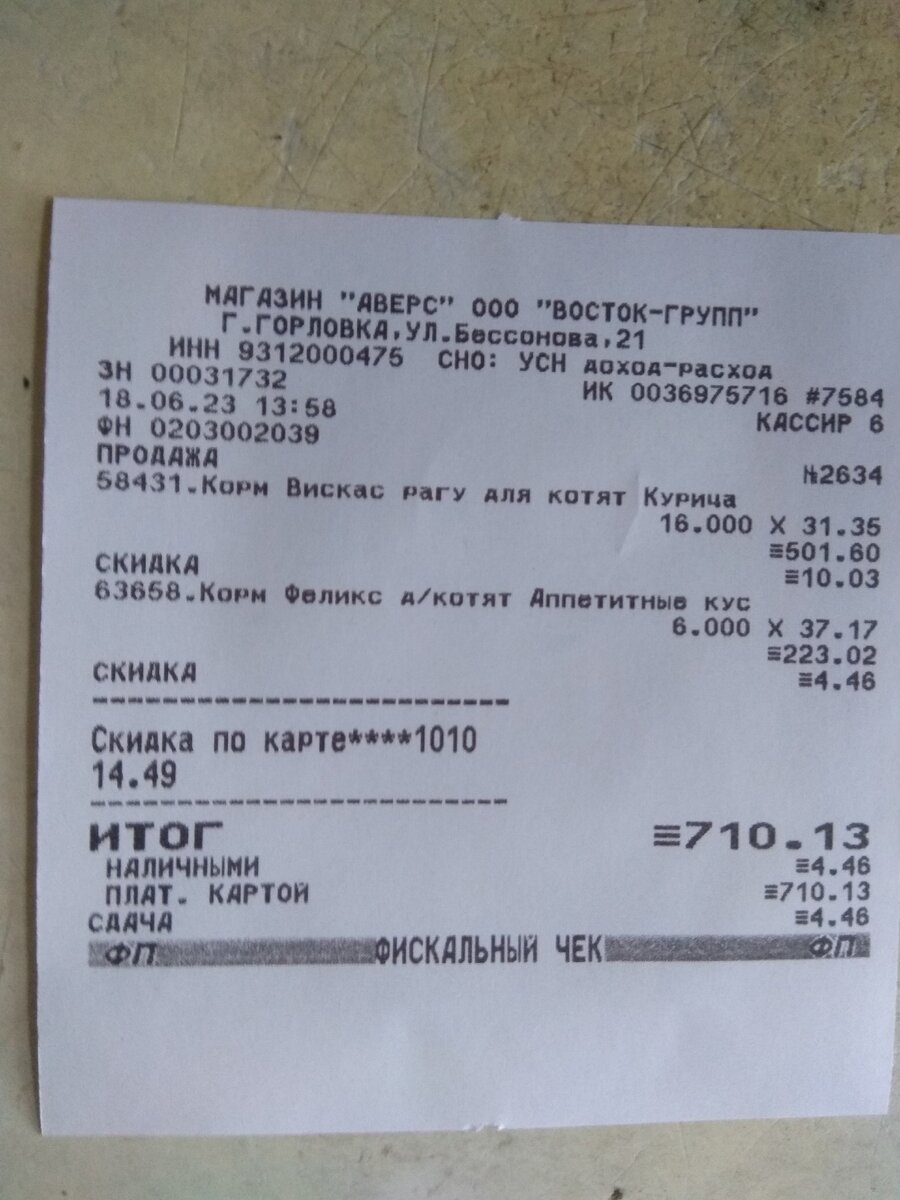 МАГАЗИН "АВЕРС" ООО "ВОСТОК-ГРУПП"
Г.ГОРЛОВКА,УЛ.Бессонова,21
ИНН 9312000475 СНО: УСН доход-расход
ЗН 00031732 ИК 0036975716 #7584
18.06.23 13:58 КАССИР 6
ФН 0203002039
ПРОДАЖА №2634
58431.Корм Вискас рагу для котят Курица
16.000 X 31.35
≡501.60
СКИДКА ≡10.03
63658.Корм Феликс д/котят Аппетитные кус
6.000 X 37.17
≡223.02
СКИДКА ≡4.46
Скидка по карте****1010
14.49
ИТОГ ≡710.13
НАЛИЧНЫМИ ≡4.46
ПЛАТ. КАРТОЙ ≡710.13
СДАЧА ≡4.46
ФП ФИСКАЛЬНЫЙ ЧЕК ФП